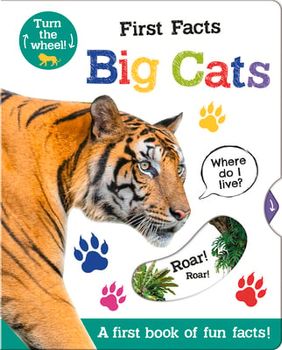 Turn
the
wheel!
First Facts
Big Cats
Where
do I
live?
Roar!
Roar!
A first book of fun facts!